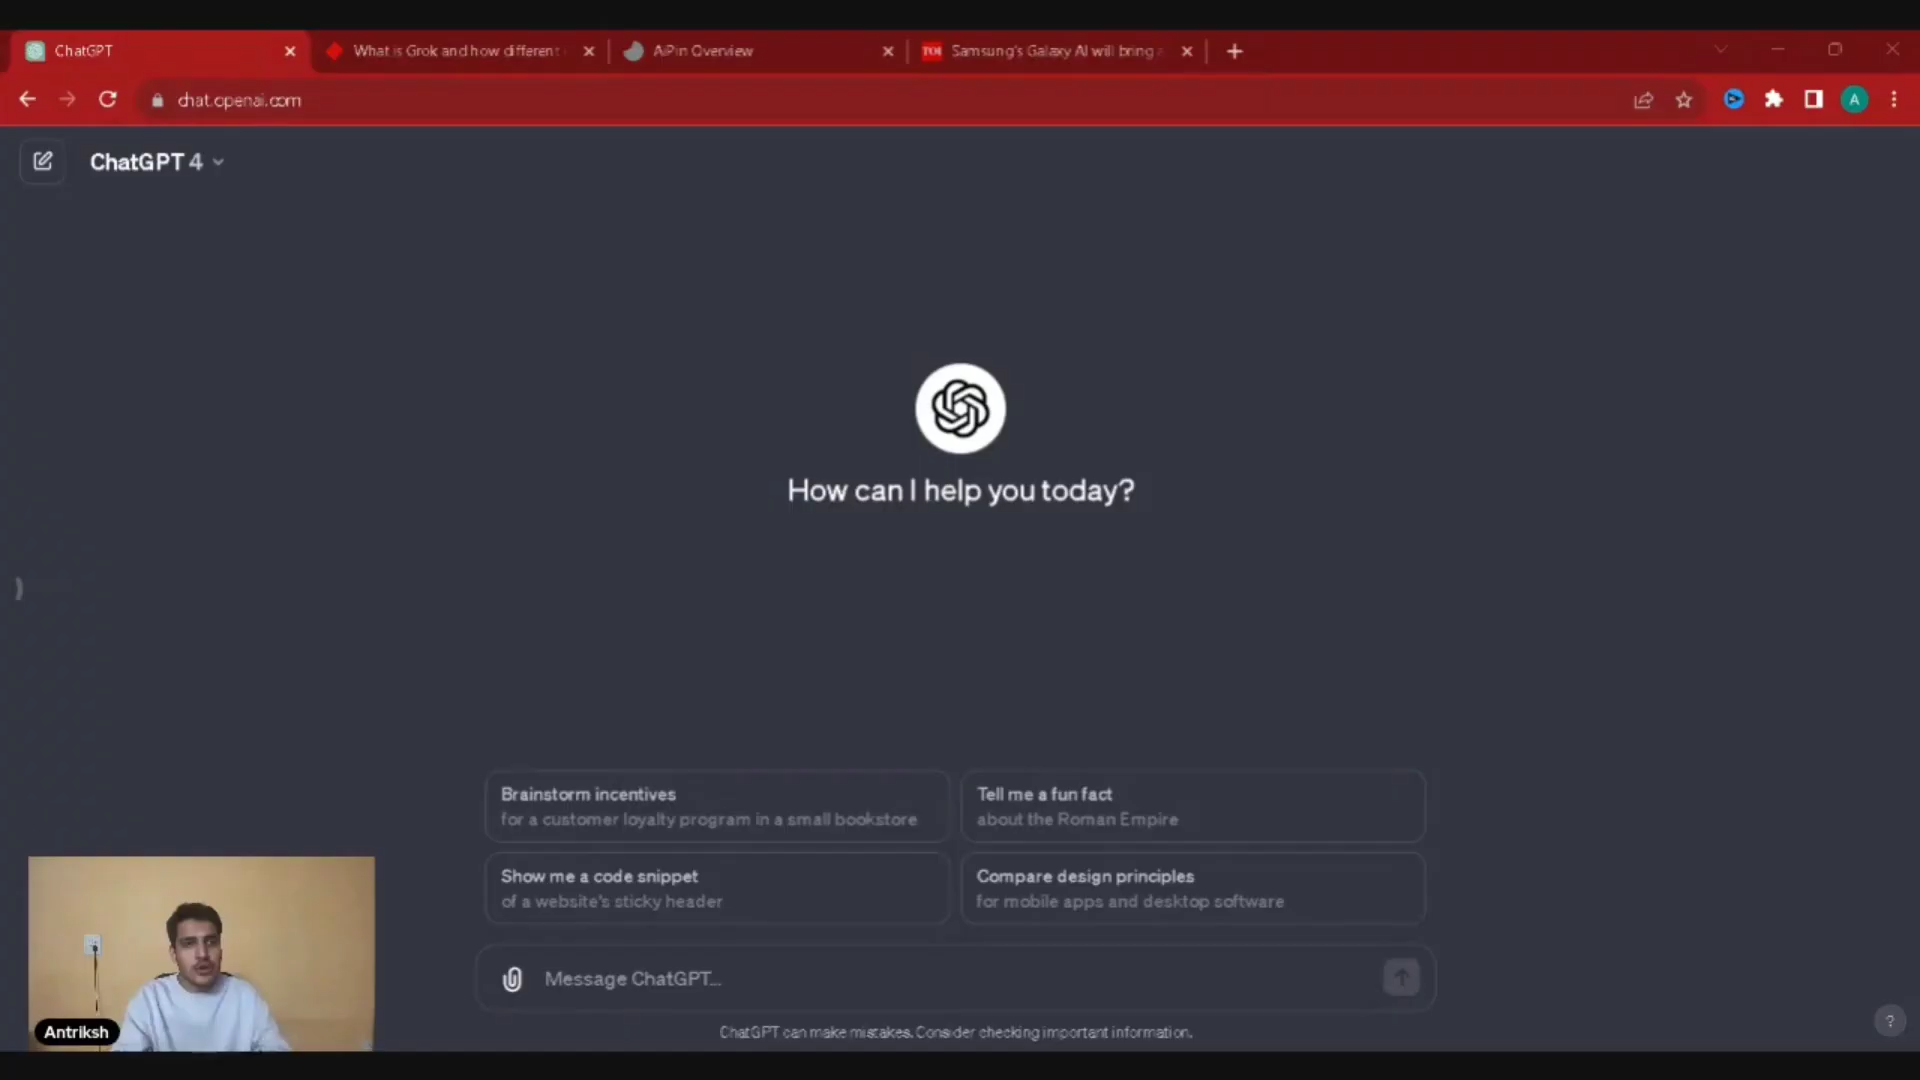 ChatGPT
What is Grok and how different
AiPin Overview
TOI
Samsung's Galaxy AI will bring a
chat.openai.com
A
ChatGPT 4
How can I help you today?
Brainstorm incentives
for a customer loyalty program in a small bookstore
Tell me a fun fact
about the Roman Empire
Show me a code snippet
of a website's sticky header
Compare design principles
for mobile apps and desktop software
Message ChatGPT...
ChatGPT can make mistakes. Consider checking important information.
?
Antriksh